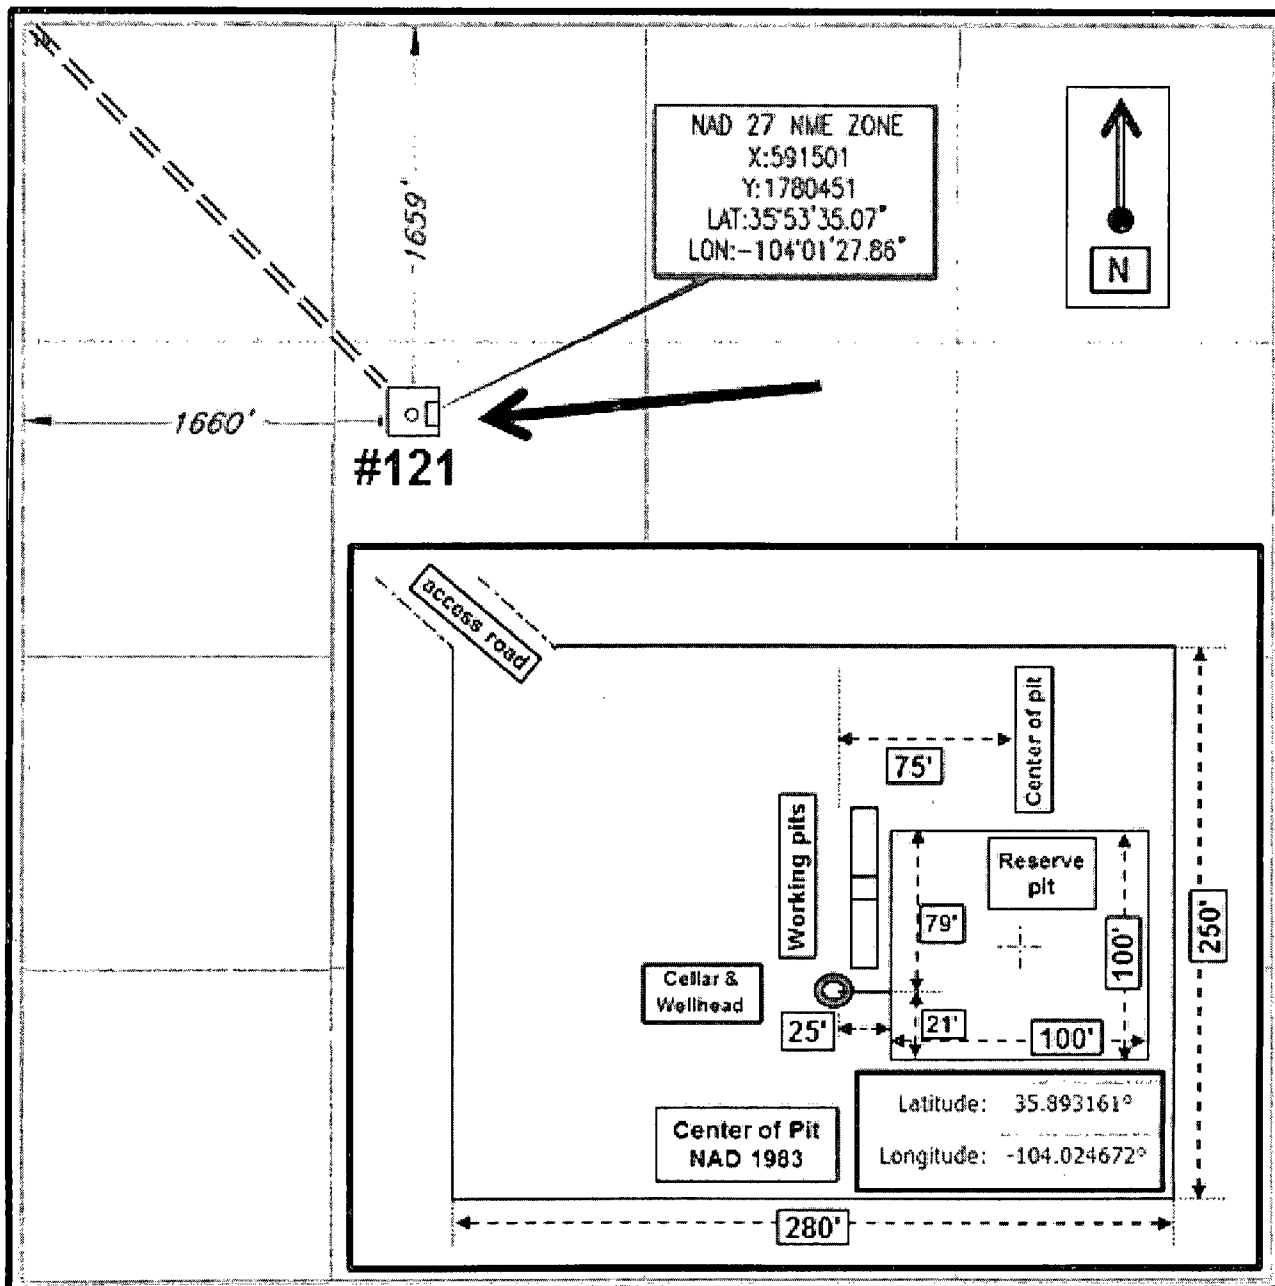 NAD 27 NME ZONE
X:591501
Y:1780451
LAT:35°53'35.07"
LON:-104°01'27.86"
N
1659'
1660'
#121
access road
Center of pit
75'
Working pits
Reserve
pit
79'
100'
250'
Cellar &
Wellhead
25'
21'
100'
Center of Pit
NAD 1983
Latitude: 35.893161°
Longitude: -104.024672°
280'